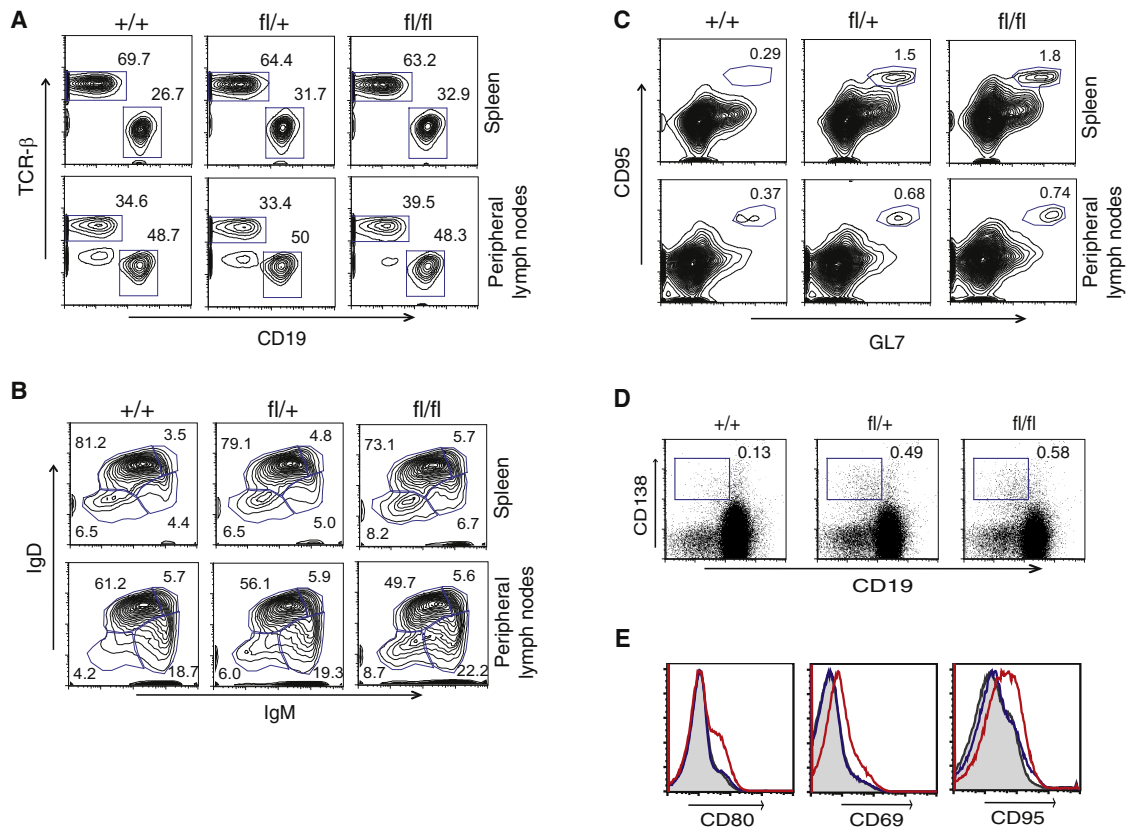 A
+/+ fl/+ fl/fl
69.7 64.4 63.2
26.7 31.7 32.9
Spleen
34.6 33.4 39.5
48.7 50 48.3
Peripheral
lymph nodes
TCR-β
CD19
B
+/+ fl/+ fl/fl
81.2 3.5 79.1 4.8 73.1 5.7
6.5 4.4 6.5 5.0 8.2 6.7
Spleen
61.2 5.7 56.1 5.9 49.7 5.6
4.2 18.7 6.0 19.3 8.7 22.2
Peripheral
lymph nodes
IgD
IgM
C
+/+ fl/+ fl/fl
0.29 1.5 1.8
Spleen
0.37 0.68 0.74
Peripheral
lymph nodes
CD95
GL7
D
+/+ fl/+ fl/fl
0.13 0.49 0.58
CD138
CD19
E
CD80 CD69 CD95